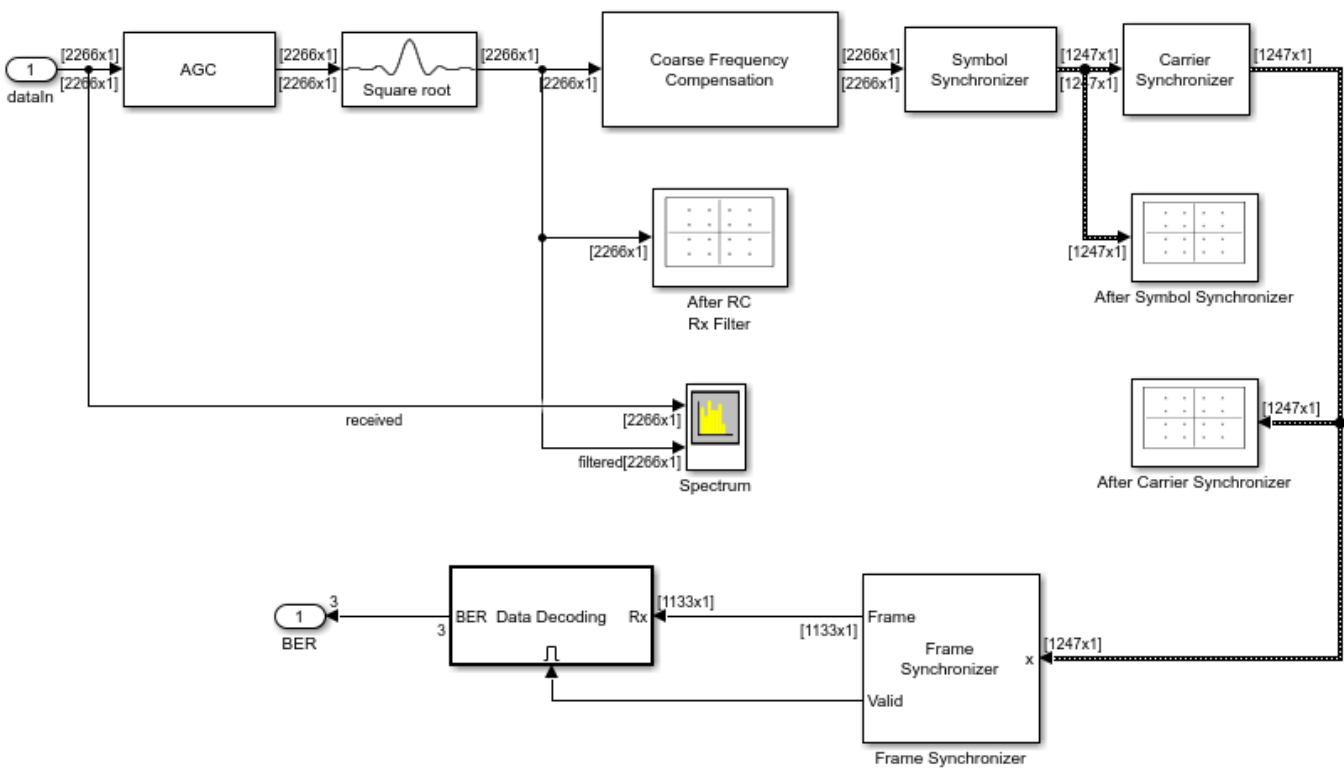 [2266x1]
[2266x1]
[2266x1]
[2266x1]
[2266x1]
[2266x1]
[2266x1]
[2266x1]
[1247x1]
[1247x1]
[1247x1]
1
dataIn
AGC
Square root
Coarse Frequency
Compensation
Symbol
Synchronizer
Carrier
Synchronizer
[2266x1]
After RC
Rx Filter
[1247x1]
After Symbol Synchronizer
received
[2266x1]
filtered[2266x1]
Spectrum
[1247x1]
After Carrier Synchronizer
1
BER
3
3
BER Data Decoding Rx
[1133x1]
[1133x1]
Frame
Frame
Synchronizer
x
Valid
[1247x1]
Frame Synchronizer